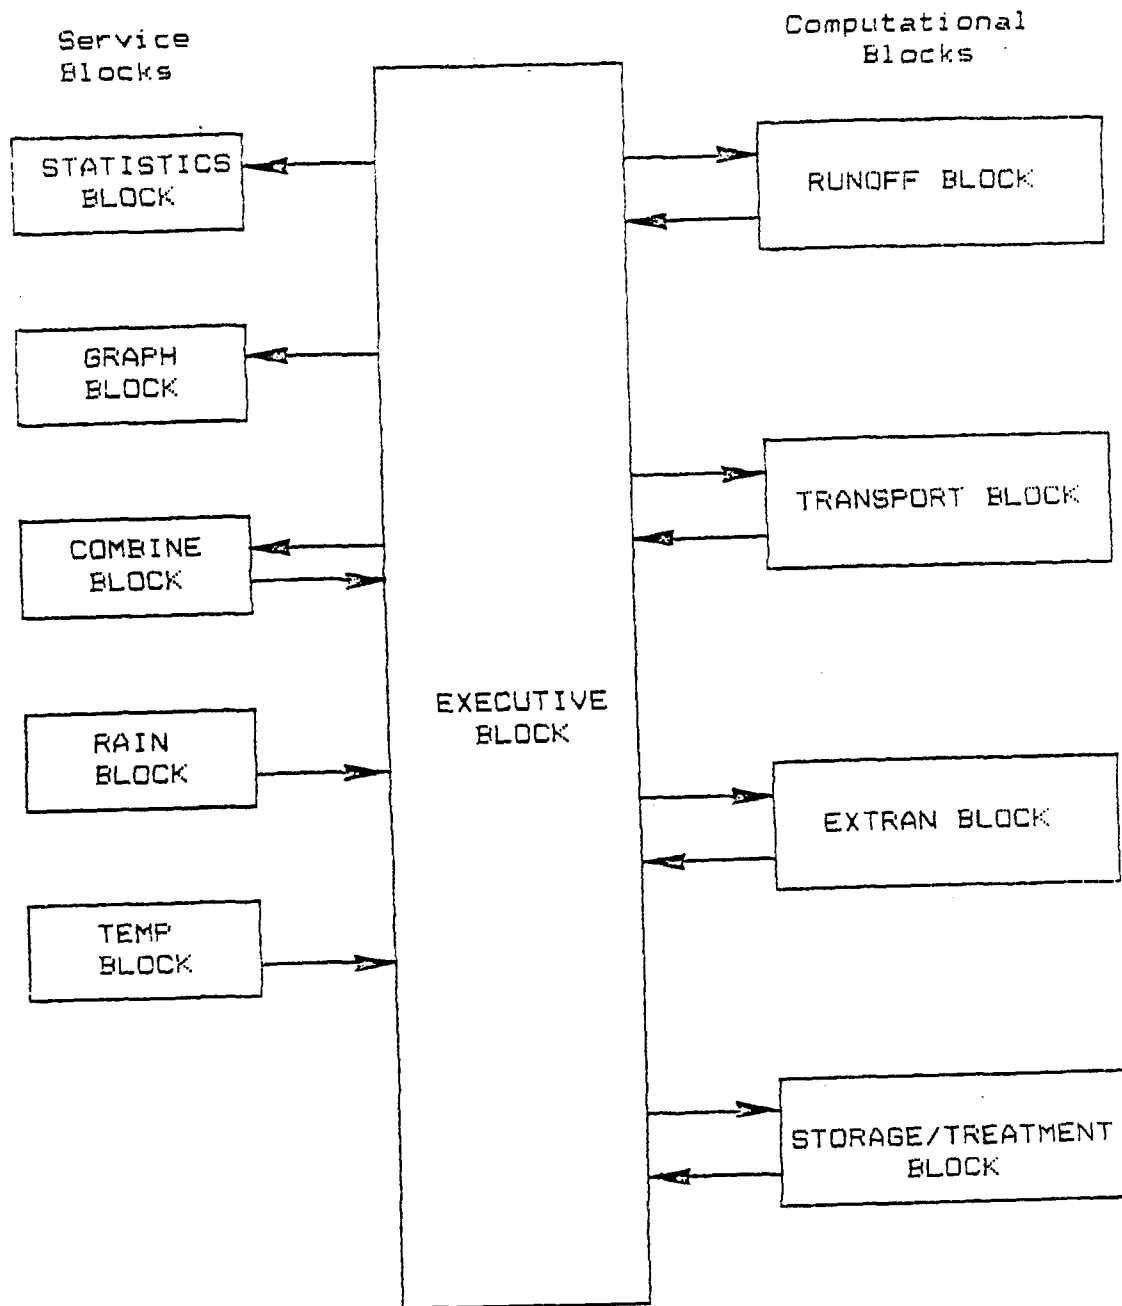 Service
Blocks
Computational
Blocks
STATISTICS
BLOCK
RUNOFF BLOCK
GRAPH
BLOCK
TRANSPORT BLOCK
COMBINE
BLOCK
EXECUTIVE
BLOCK
RAIN
BLOCK
EXTRAN BLOCK
TEMP
BLOCK
STORAGE/TREATMENT
BLOCK